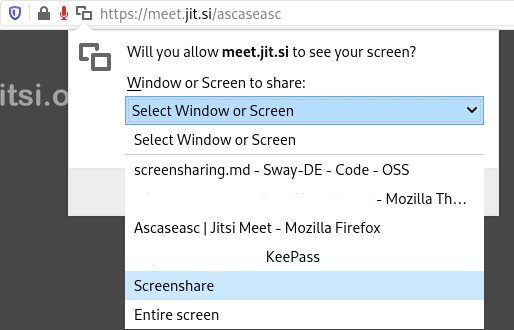 https://meet.jit.si/ascaseasc
itsi.o
Will you allow meet.jit.si to see your screen?
Window or Screen to share:
Select Window or Screen
Select Window or Screen
screensharing.md - Sway-DE - Code - OSS
- Mozilla Th...
Ascaseasc | Jitsi Meet - Mozilla Firefox
KeePass
Screenshare
Entire screen